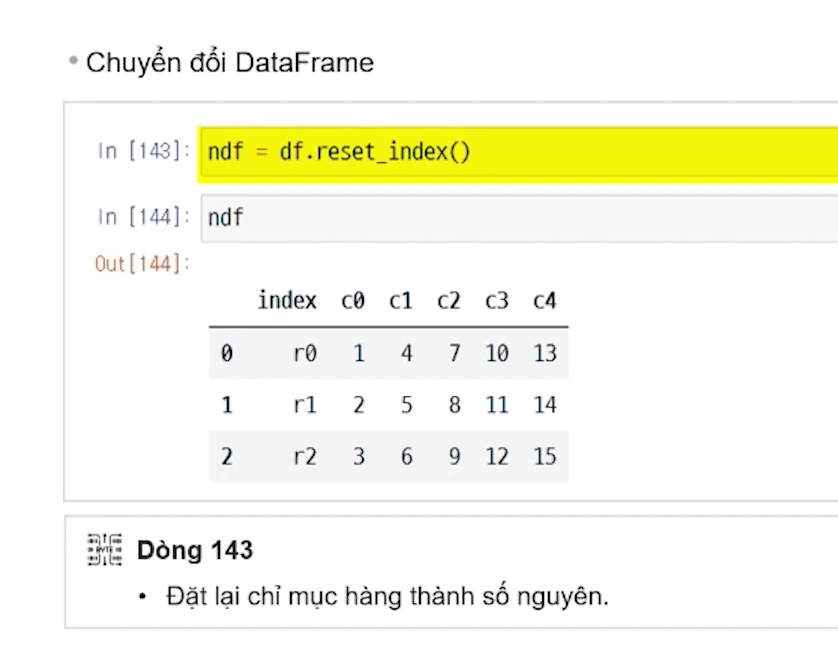 • Chuyển đổi DataFrame
In [143]: ndf = df.reset_index()
In [144]: ndf
Out[144]:
index c0 c1 c2 c3 c4
0 r0 1 4 7 10 13
1 r1 2 5 8 11 14
2 r2 3 6 9 12 15
BYTE Dòng 143
• Đặt lại chỉ mục hàng thành số nguyên.